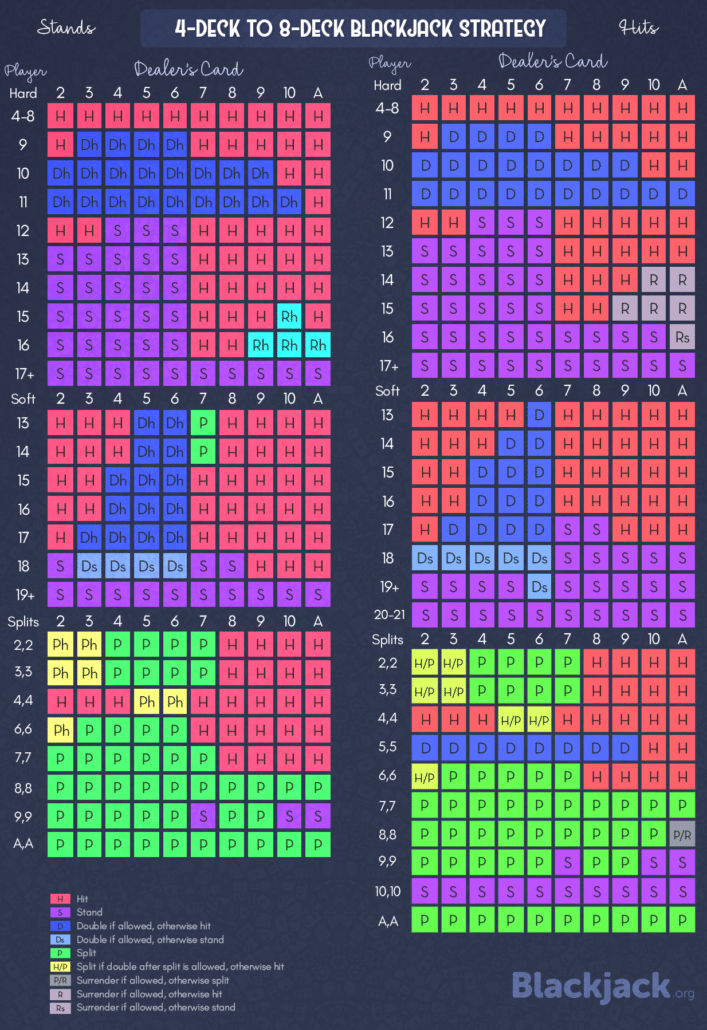 Stands
4-DECK TO 8-DECK BLACKJACK STRATEGY
Hits
Player Dealer's Card
Hard 2 3 4 5 6 7 8 9 10 A
4-8 H H H H H H H H H H
9 H Dh Dh Dh Dh H H H H H
10 Dh Dh Dh Dh Dh Dh Dh Dh H H
11 Dh Dh Dh Dh Dh Dh Dh Dh Dh H
12 H H S S S H H H H H
13 S S S S S H H H H H
14 S S S S S H H H H H
15 S S S S S H H H Rh H
16 S S S S S H H Rh Rh Rh
17+ S S S S S S S S S S
Soft 2 3 4 5 6 7 8 9 10 A
13 H H H Dh Dh P H H H H
14 H H H Dh Dh P H H H H
15 H H Dh Dh Dh H H H H H
16 H H Dh Dh Dh H H H H H
17 H Dh Dh Dh Dh H H H H H
18 S Ds Ds Ds Ds S S H H H
19+ S S S S S S S S S S
Splits 2 3 4 5 6 7 8 9 10 A
2,2 Ph Ph P P P P H H H H
3,3 Ph Ph P P P P H H H H
4,4 H H H Ph Ph H H H H H
6,6 Ph P P P P H H H H H
7,7 P P P P P P H H H H
8,8 P P P P P P P P P P
9,9 P P P P P S P P S S
A,A P P P P P P P P P P
Player Dealer's Card
Hard 2 3 4 5 6 7 8 9 10 A
4-8 H H H H H H H H H H
9 H D D D D H H H H H
10 D D D D D D D D H H
11 D D D D D D D D D D
12 H H S S S H H H H H
13 S S S S S H H H H H
14 S S S S S H H H R R
15 S S S S S H H R R R
16 S S S S S S S S S Rs
17+ S S S S S S S S S S
Soft 2 3 4 5 6 7 8 9 10 A
13 H H H H D H H H H H
14 H H H D D H H H H H
15 H H D D D H H H H H
16 H H D D D H H H H H
17 H D D D D S S H H H
18 Ds Ds Ds Ds Ds S S S S S
19+ S S S S Ds S S S S S
20-21 S S S S S S S S S S
Splits 2 3 4 5 6 7 8 9 10 A
2,2 H/P H/P P P P P H H H H
3,3 H/P H/P P P P P H H H H
4,4 H H H H/P H/P H H H H H
5,5 D D D D D D D D H H
6,6 H/P P P P P P H H H H
7,7 P P P P P P P P P P
8,8 P P P P P P P P P P/R
9,9 P P P P P S P P S S
10,10 S S S S S S S S S S
A,A P P P P P P P P P P
H Hit
S Stand
D Double if allowed, otherwise hit
Ds Double if allowed, otherwise stand
P Split
H/P Split if double after split is allowed, otherwise hit
P/R Surrender if allowed, otherwise split
R Surrender if allowed, otherwise hit
Rs Surrender if allowed, otherwise stand
Blackjack.org